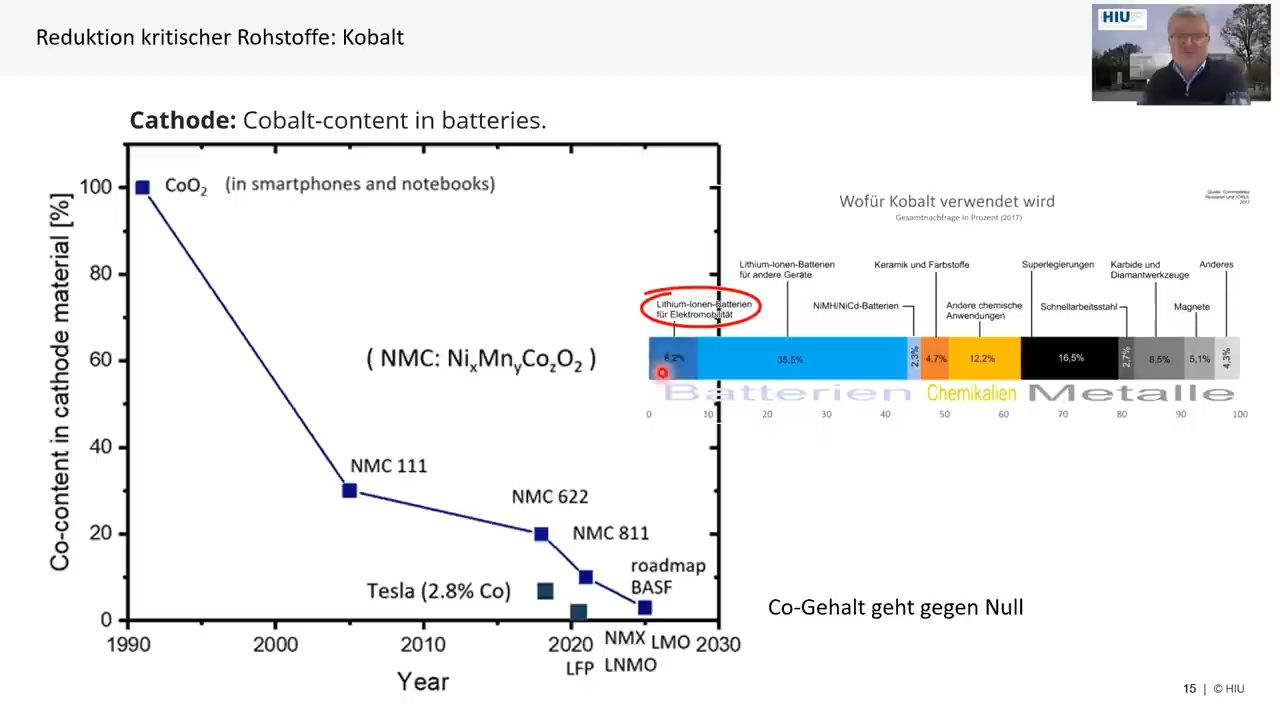 Reduktion kritischer Rohstoffe: Kobalt
HIU
Cathode: Cobalt-content in batteries.
Co-content in cathode material [%]
100
80
60
40
20
0
CoO₂ (in smartphones and notebooks)
( NMC: NiₓMnᵧCo_zO₂ )
NMC 111
NMC 622
NMC 811
roadmap
BASF
Tesla (2.8% Co)
1990
2000
2010
2020
2030
NMX
LMO
LFP
LNMO
Year
Wofür Kobalt verwendet wird
Gesamtnachfrage in Prozent (2017)
Lithium-Ionen-Batterien
für andere Geräte
Keramik und Farbstoffe
Superlegierungen
Karbide und
Diamantwerkzeuge
Anderes
Lithium-Ionen-Batterien
für Elektromobilität
NiMH/NiCd-Batterien
Andere chemische
Anwendungen
Schnellarbeitsstahl
Magnete
8,2%
35,5%
2,3%
4,7%
12,2%
16,5%
2,7%
8,5%
5,1%
4,3%
Batterien
Chemikalien
Metalle
0
10
20
30
40
50
60
70
80
90
100
Co-Gehalt geht gegen Null
15 | © HIU